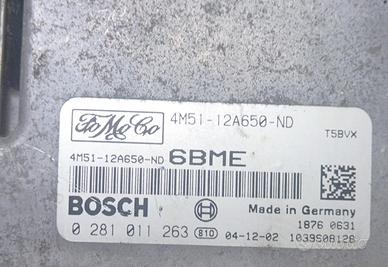 FoMoCo 4M51-12A650-ND
T5BVX
4M51-12A650-ND 6BME
BOSCH Made in Germany
1876 0631
0 281 011 263 810 04-12-02 1039S08128